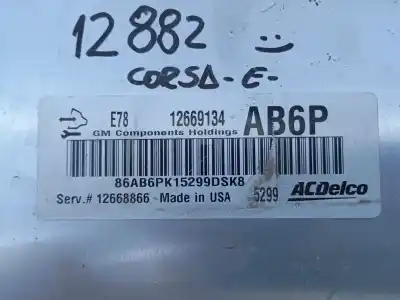 12882
CORSA-E-
E78 12669134 AB6P
GM Components Holdings
86AB6PK15299DSK8
5299 ACDelco
Serv.# 12668866 - Made in USA